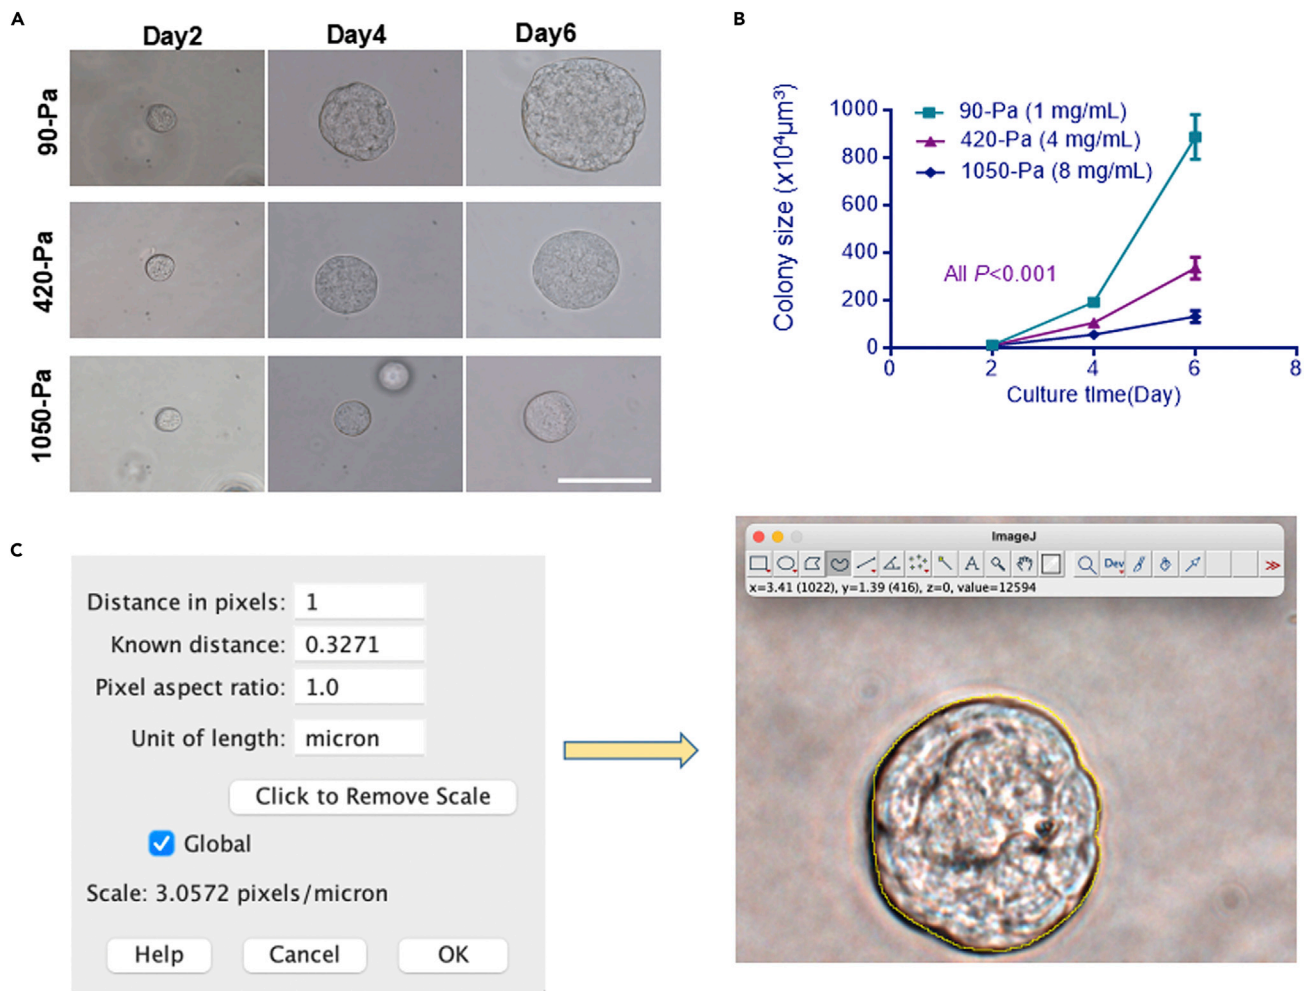 A
Day2 Day4 Day6
90-Pa
420-Pa
1050-Pa
B
1000
800
600
400
200
0
Colony size (x10⁴µm³)
90-Pa (1 mg/mL)
420-Pa (4 mg/mL)
1050-Pa (8 mg/mL)
All P<0.001
0 2 4 6 8
Culture tIme(Day)
C
Distance in pixels: 1
Known distance: 0.3271
Pixel aspect ratio: 1.0
Unit of length: micron
Click to Remove Scale
Global
Scale: 3.0572 pixels/micron
Help Cancel OK
ImageJ
A Dev >>
x=3.41 (1022), y=1.39 (416), z=0, value=12594